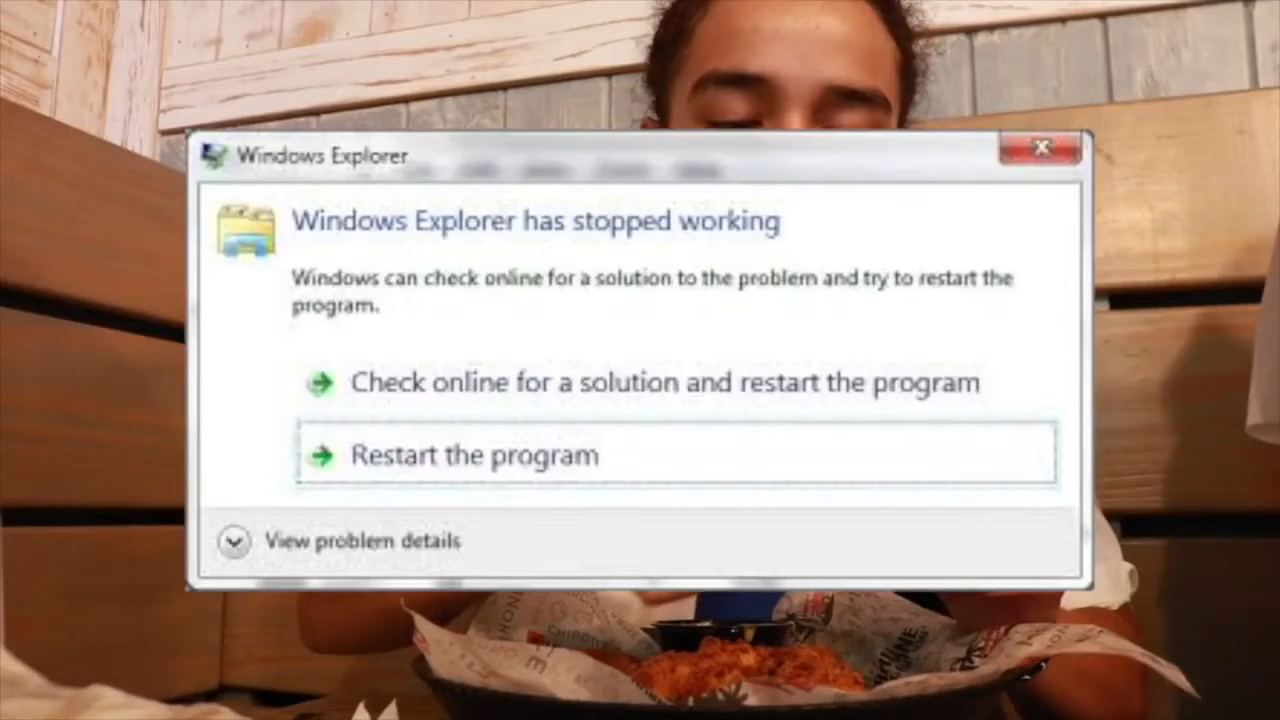 Windows Explorer
Windows Explorer has stopped working
Windows can check online for a solution to the problem and try to restart the
program.
Check online for a solution and restart the program
Restart the program
View problem details
CHIPOTLE